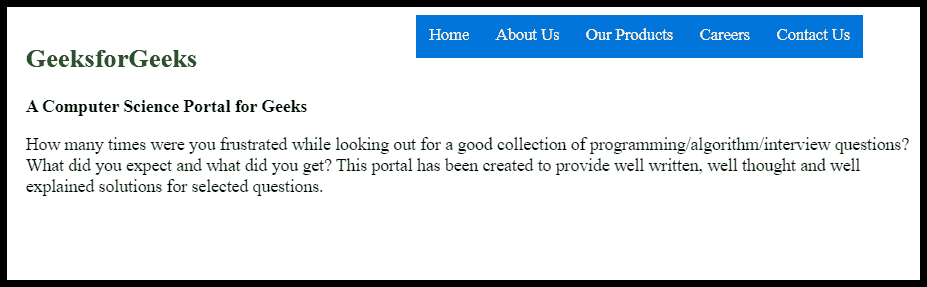 Home About Us Our Products Careers Contact Us
GeeksforGeeks
A Computer Science Portal for Geeks
How many times were you frustrated while looking out for a good collection of programming/algorithm/interview questions?
What did you expect and what did you get? This portal has been created to provide well written, well thought and well
explained solutions for selected questions.